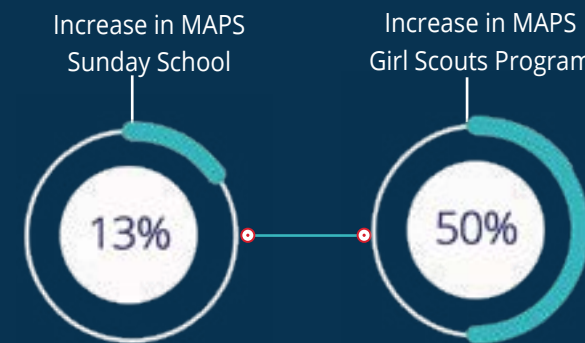 Increase in MAPS
Sunday School
13%
Increase in MAPS
Girl Scouts Program
50%